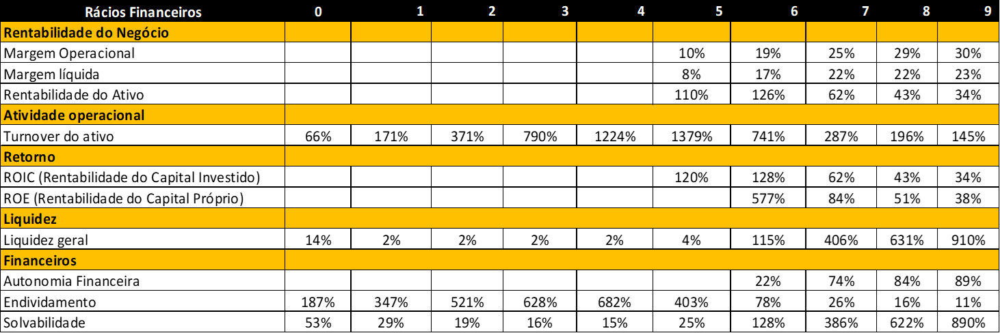 Rácios Financeiros 0 1 2 3 4 5 6 7 8 9
Rentabilidade do Negócio
Margem Operacional 10% 19% 25% 29% 30%
Margem líquida 8% 17% 22% 22% 23%
Rentabilidade do Ativo 110% 126% 62% 43% 34%
Atividade operacional
Turnover do ativo 66% 171% 371% 790% 1224% 1379% 741% 287% 196% 145%
Retorno
ROIC (Rentabilidade do Capital Investido) 120% 128% 62% 43% 34%
ROE (Rentabilidade do Capital Próprio) 577% 84% 51% 38%
Liquidez
Liquidez geral 14% 2% 2% 2% 2% 4% 115% 406% 631% 910%
Financeiros
Autonomia Financeira 22% 74% 84% 89%
Endividamento 187% 347% 521% 628% 682% 403% 78% 26% 16% 11%
Solvabilidade 53% 29% 19% 16% 15% 25% 128% 386% 622% 890%